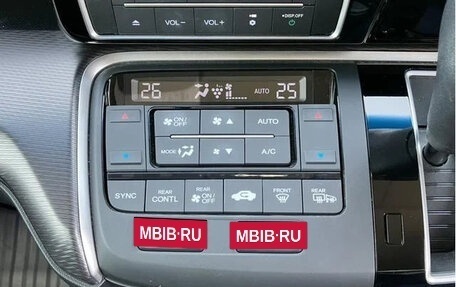 VOL− VOL+ DISP.OFF
26 AUTO 25
ON/OFF AUTO
MODE A/C
SYNC REAR CONTL REAR ON/OFF FRONT REAR
MBIB·RU MBIB·RU